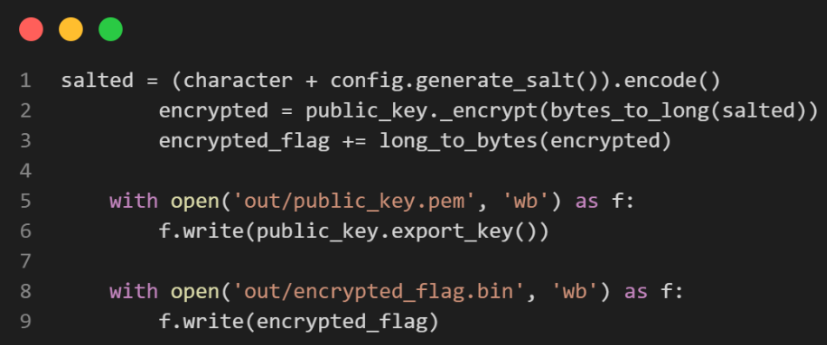 1 salted = (character + config.generate_salt()).encode()
2 encrypted = public_key._encrypt(bytes_to_long(salted))
3 encrypted_flag += long_to_bytes(encrypted)
4
5 with open('out/public_key.pem', 'wb') as f:
6 f.write(public_key.export_key())
7
8 with open('out/encrypted_flag.bin', 'wb') as f:
9 f.write(encrypted_flag)